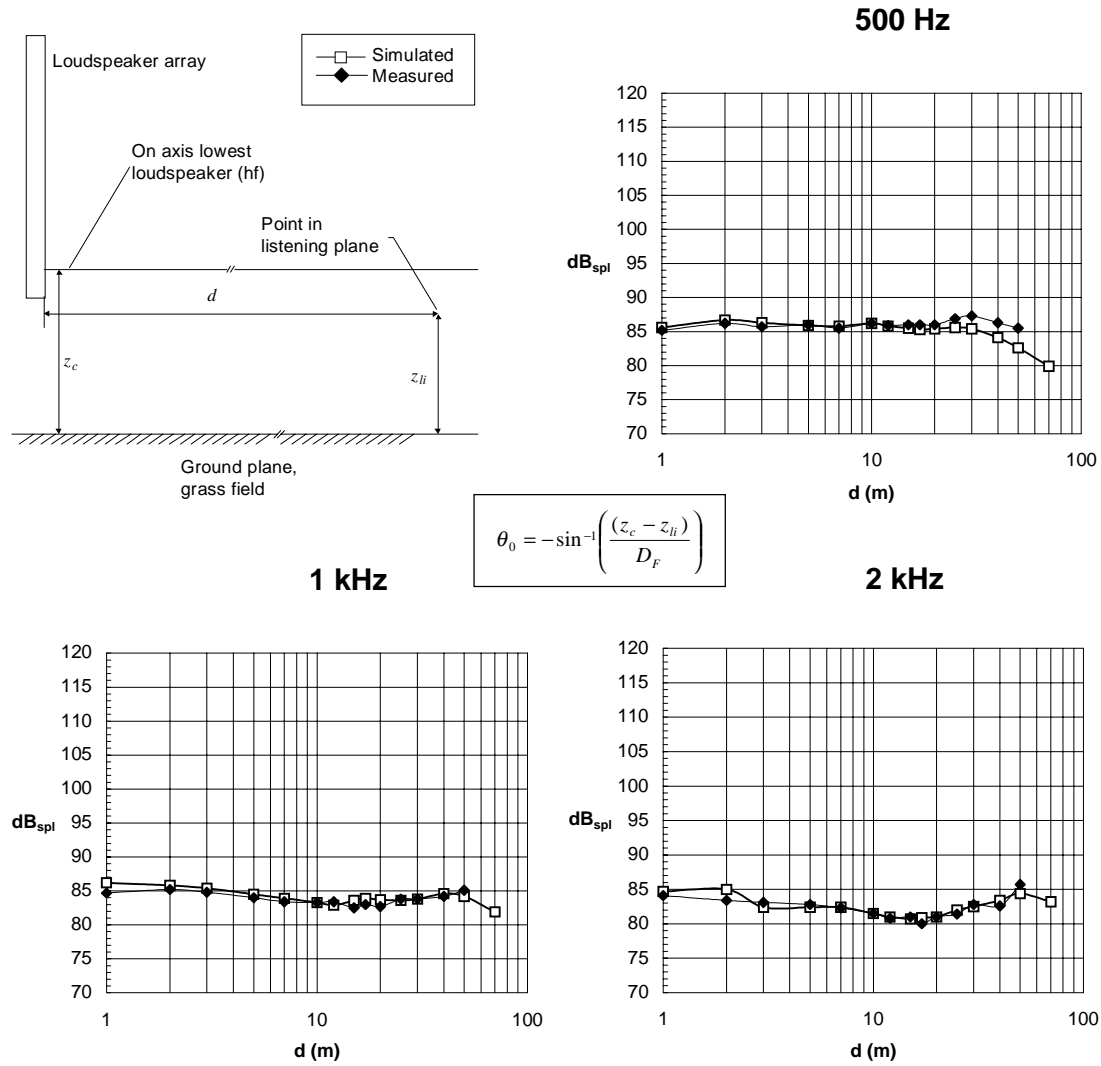 500 Hz
Loudspeaker array
Simulated
Measured
On axis lowest
loudspeaker (hf)
Point in
listening plane
d
z_c
z_li
Ground plane,
grass field
120
115
110
105
100
95
90
85
80
75
70
dB_spl
1
10
100
d (m)
θ_0 = −sin^−1((z_c − z_li) / D_F)
1 kHz
2 kHz
120
115
110
105
100
95
90
85
80
75
70
dB_spl
1
10
100
d (m)
120
115
110
105
100
95
90
85
80
75
70
dB_spl
1
10
100
d (m)